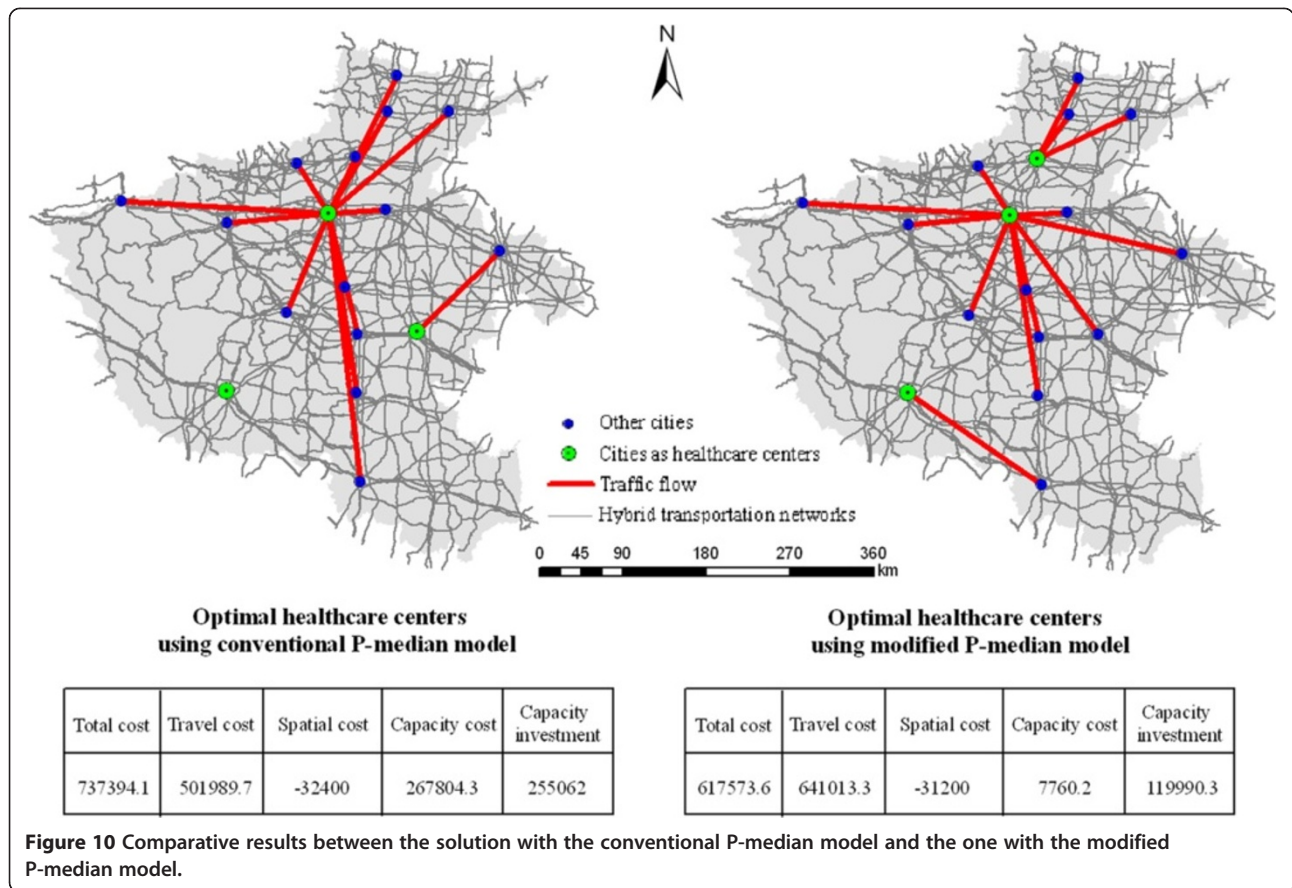 N
Other cities
Cities as healthcare centers
Traffic flow
Hybrid transportation networks
0 45 90 180 270 360
km
Optimal healthcare centers
using conventional P-median model
Optimal healthcare centers
using modified P-median model
Total cost Travel cost Spatial cost Capacity cost Capacity investment
737394.1 501989.7 -32400 267804.3 255062
Total cost Travel cost Spatial cost Capacity cost Capacity investment
617573.6 641013.3 -31200 7760.2 119990.3
Figure 10 Comparative results between the solution with the conventional P-median model and the one with the modified
P-median model.